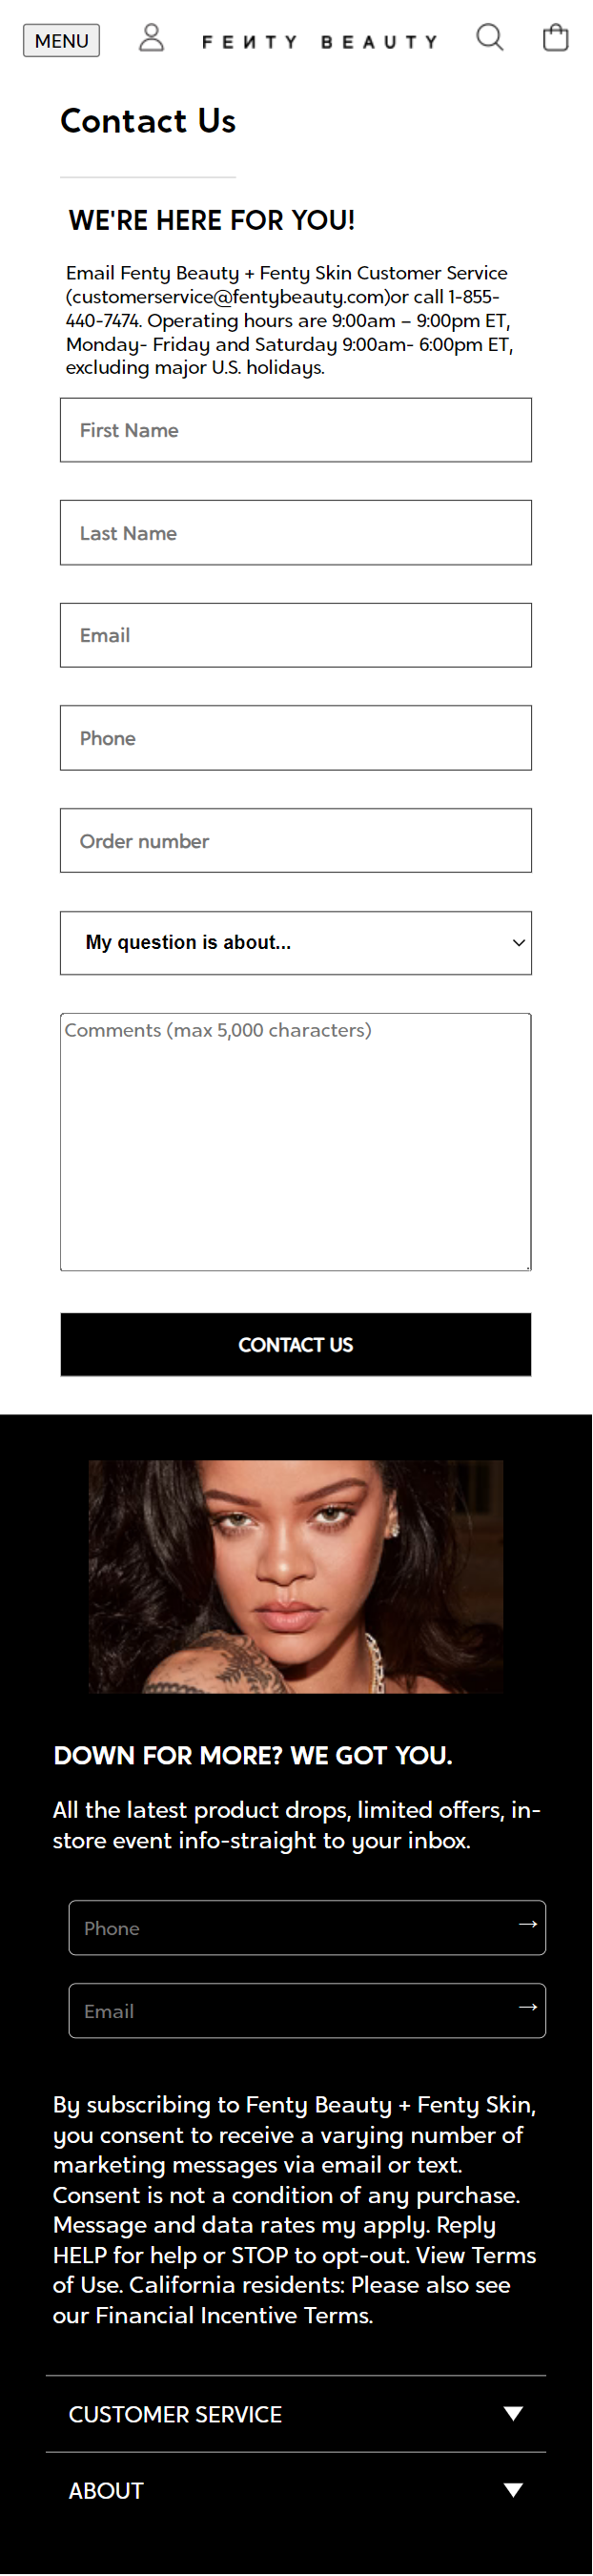 MENU
FEИTY BEAUTY
Contact Us
WE'RE HERE FOR YOU!
Email Fenty Beauty + Fenty Skin Customer Service
(customerservice@fentybeauty.com)or call 1-855-
440-7474. Operating hours are 9:00am – 9:00pm ET,
Monday- Friday and Saturday 9:00am- 6:00pm ET,
excluding major U.S. holidays.
First Name
Last Name
Email
Phone
Order number
My question is about...
Comments (max 5,000 characters)
CONTACT US
DOWN FOR MORE? WE GOT YOU.
All the latest product drops, limited offers, in-
store event info-straight to your inbox.
Phone →
Email →
By subscribing to Fenty Beauty + Fenty Skin,
you consent to receive a varying number of
marketing messages via email or text.
Consent is not a condition of any purchase.
Message and data rates my apply. Reply
HELP for help or STOP to opt-out. View Terms
of Use. California residents: Please also see
our Financial Incentive Terms.
CUSTOMER SERVICE
ABOUT